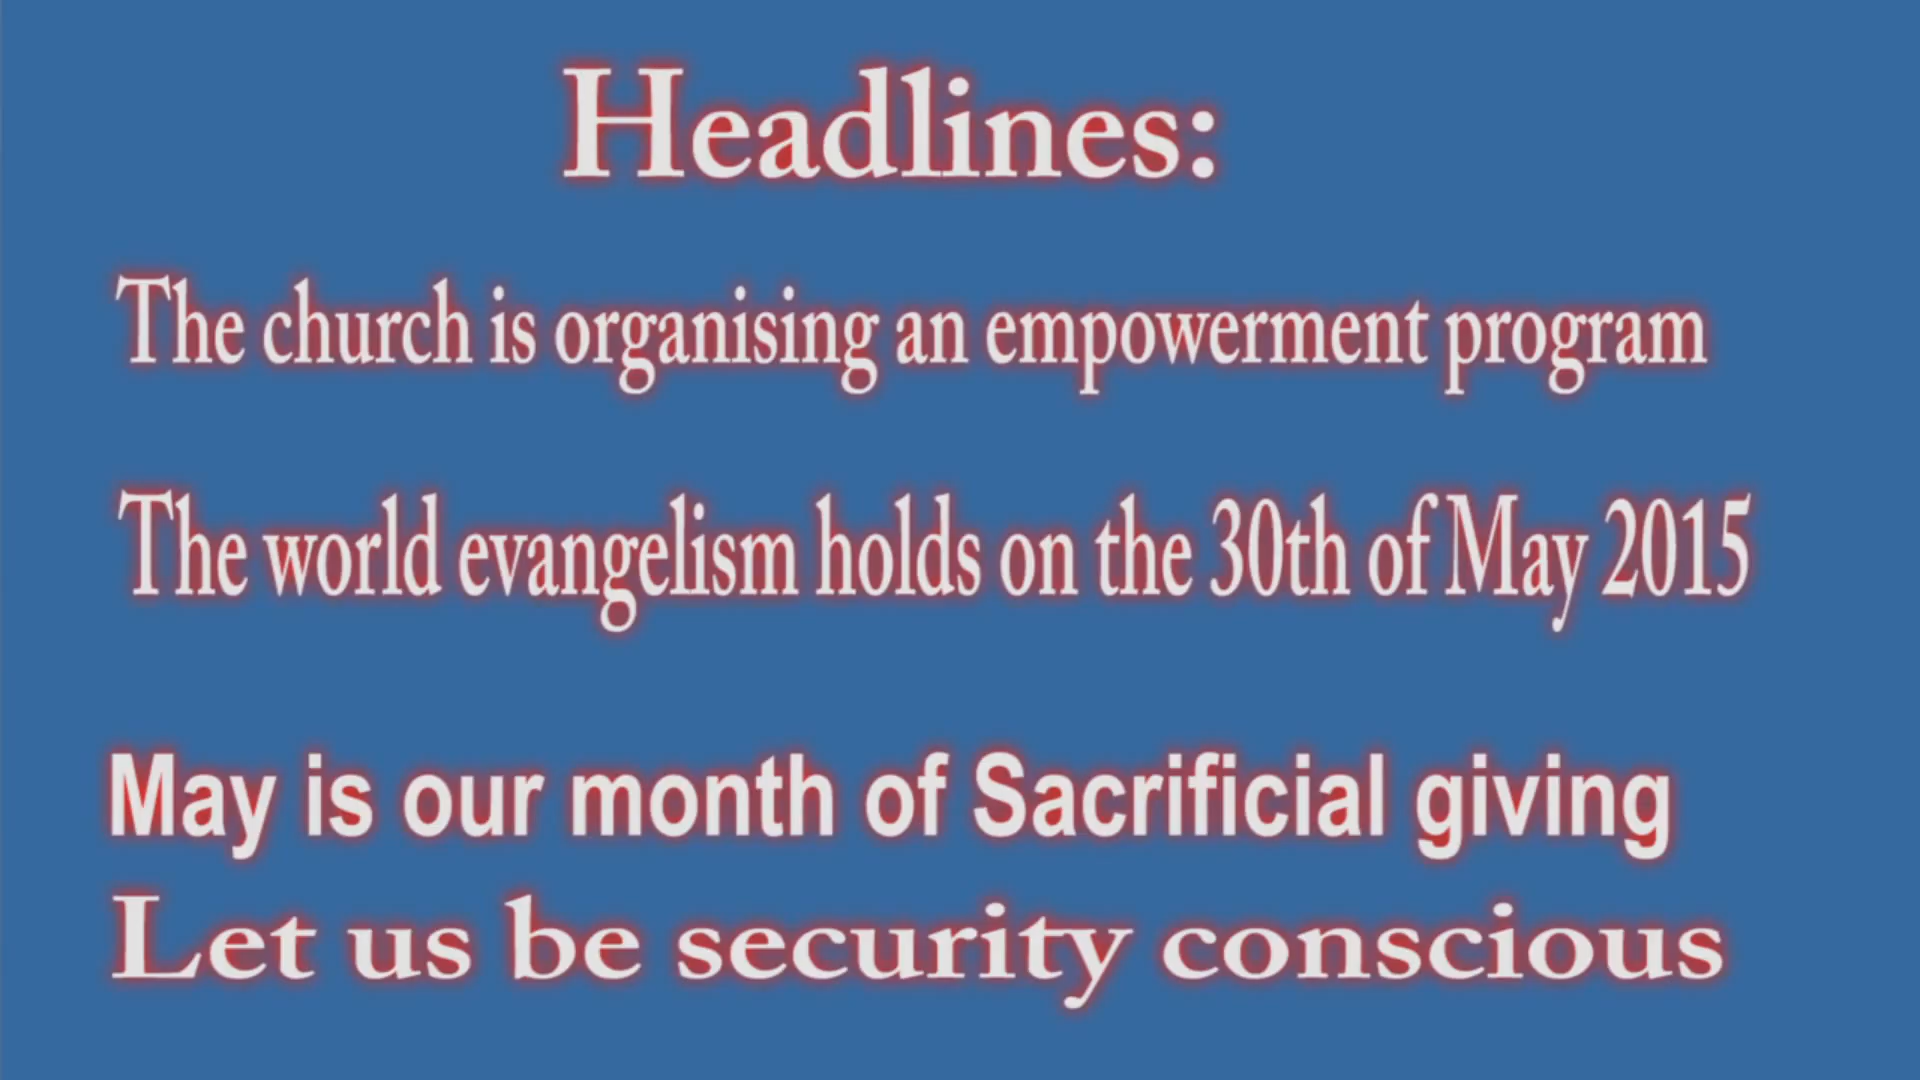 Headlines:
The church is organising an empowerment program
The world evangelism holds on the 30th of May 2015
May is our month of Sacrificial giving
Let us be security conscious